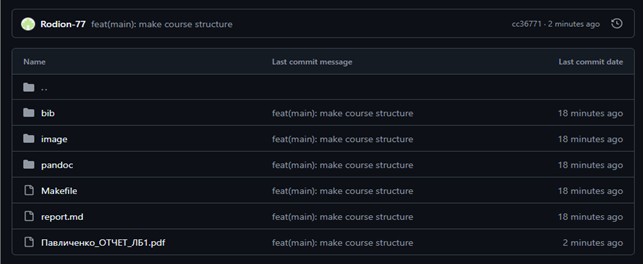 Rodion-77 feat(main): make course structure cc36771 · 2 minutes ago
Name Last commit message Last commit date
..
bib feat(main): make course structure 18 minutes ago
image feat(main): make course structure 18 minutes ago
pandoc feat(main): make course structure 18 minutes ago
Makefile feat(main): make course structure 18 minutes ago
report.md feat(main): make course structure 18 minutes ago
Павличенко_ОТЧЕТ_ЛБ1.pdf feat(main): make course structure 2 minutes ago